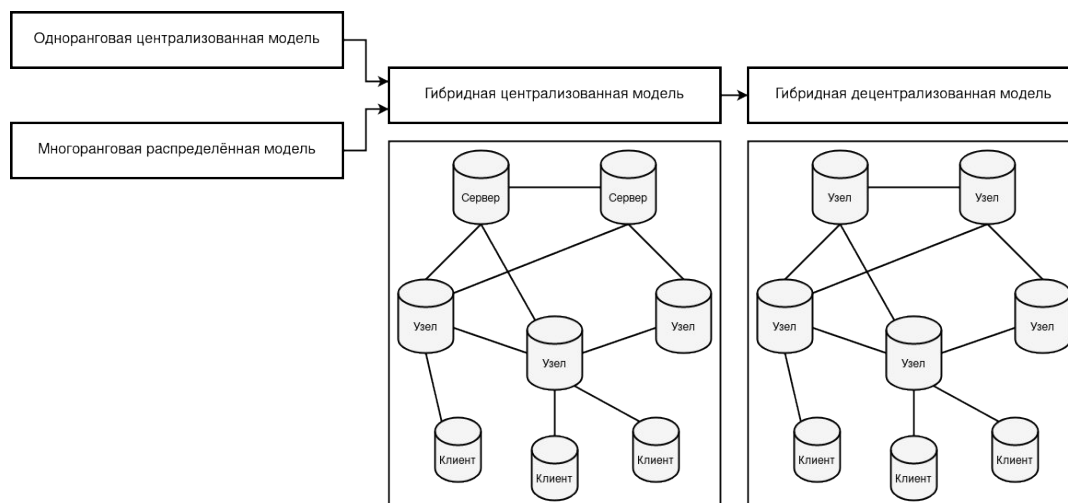 Одноранговая централизованная модель
Многоранговая распределённая модель
Гибридная централизованная модель
Гибридная децентрализованная модель
Сервер
Сервер
Узел
Узел
Узел
Клиент
Клиент
Клиент
Узел
Узел
Узел
Узел
Узел
Клиент
Клиент
Клиент